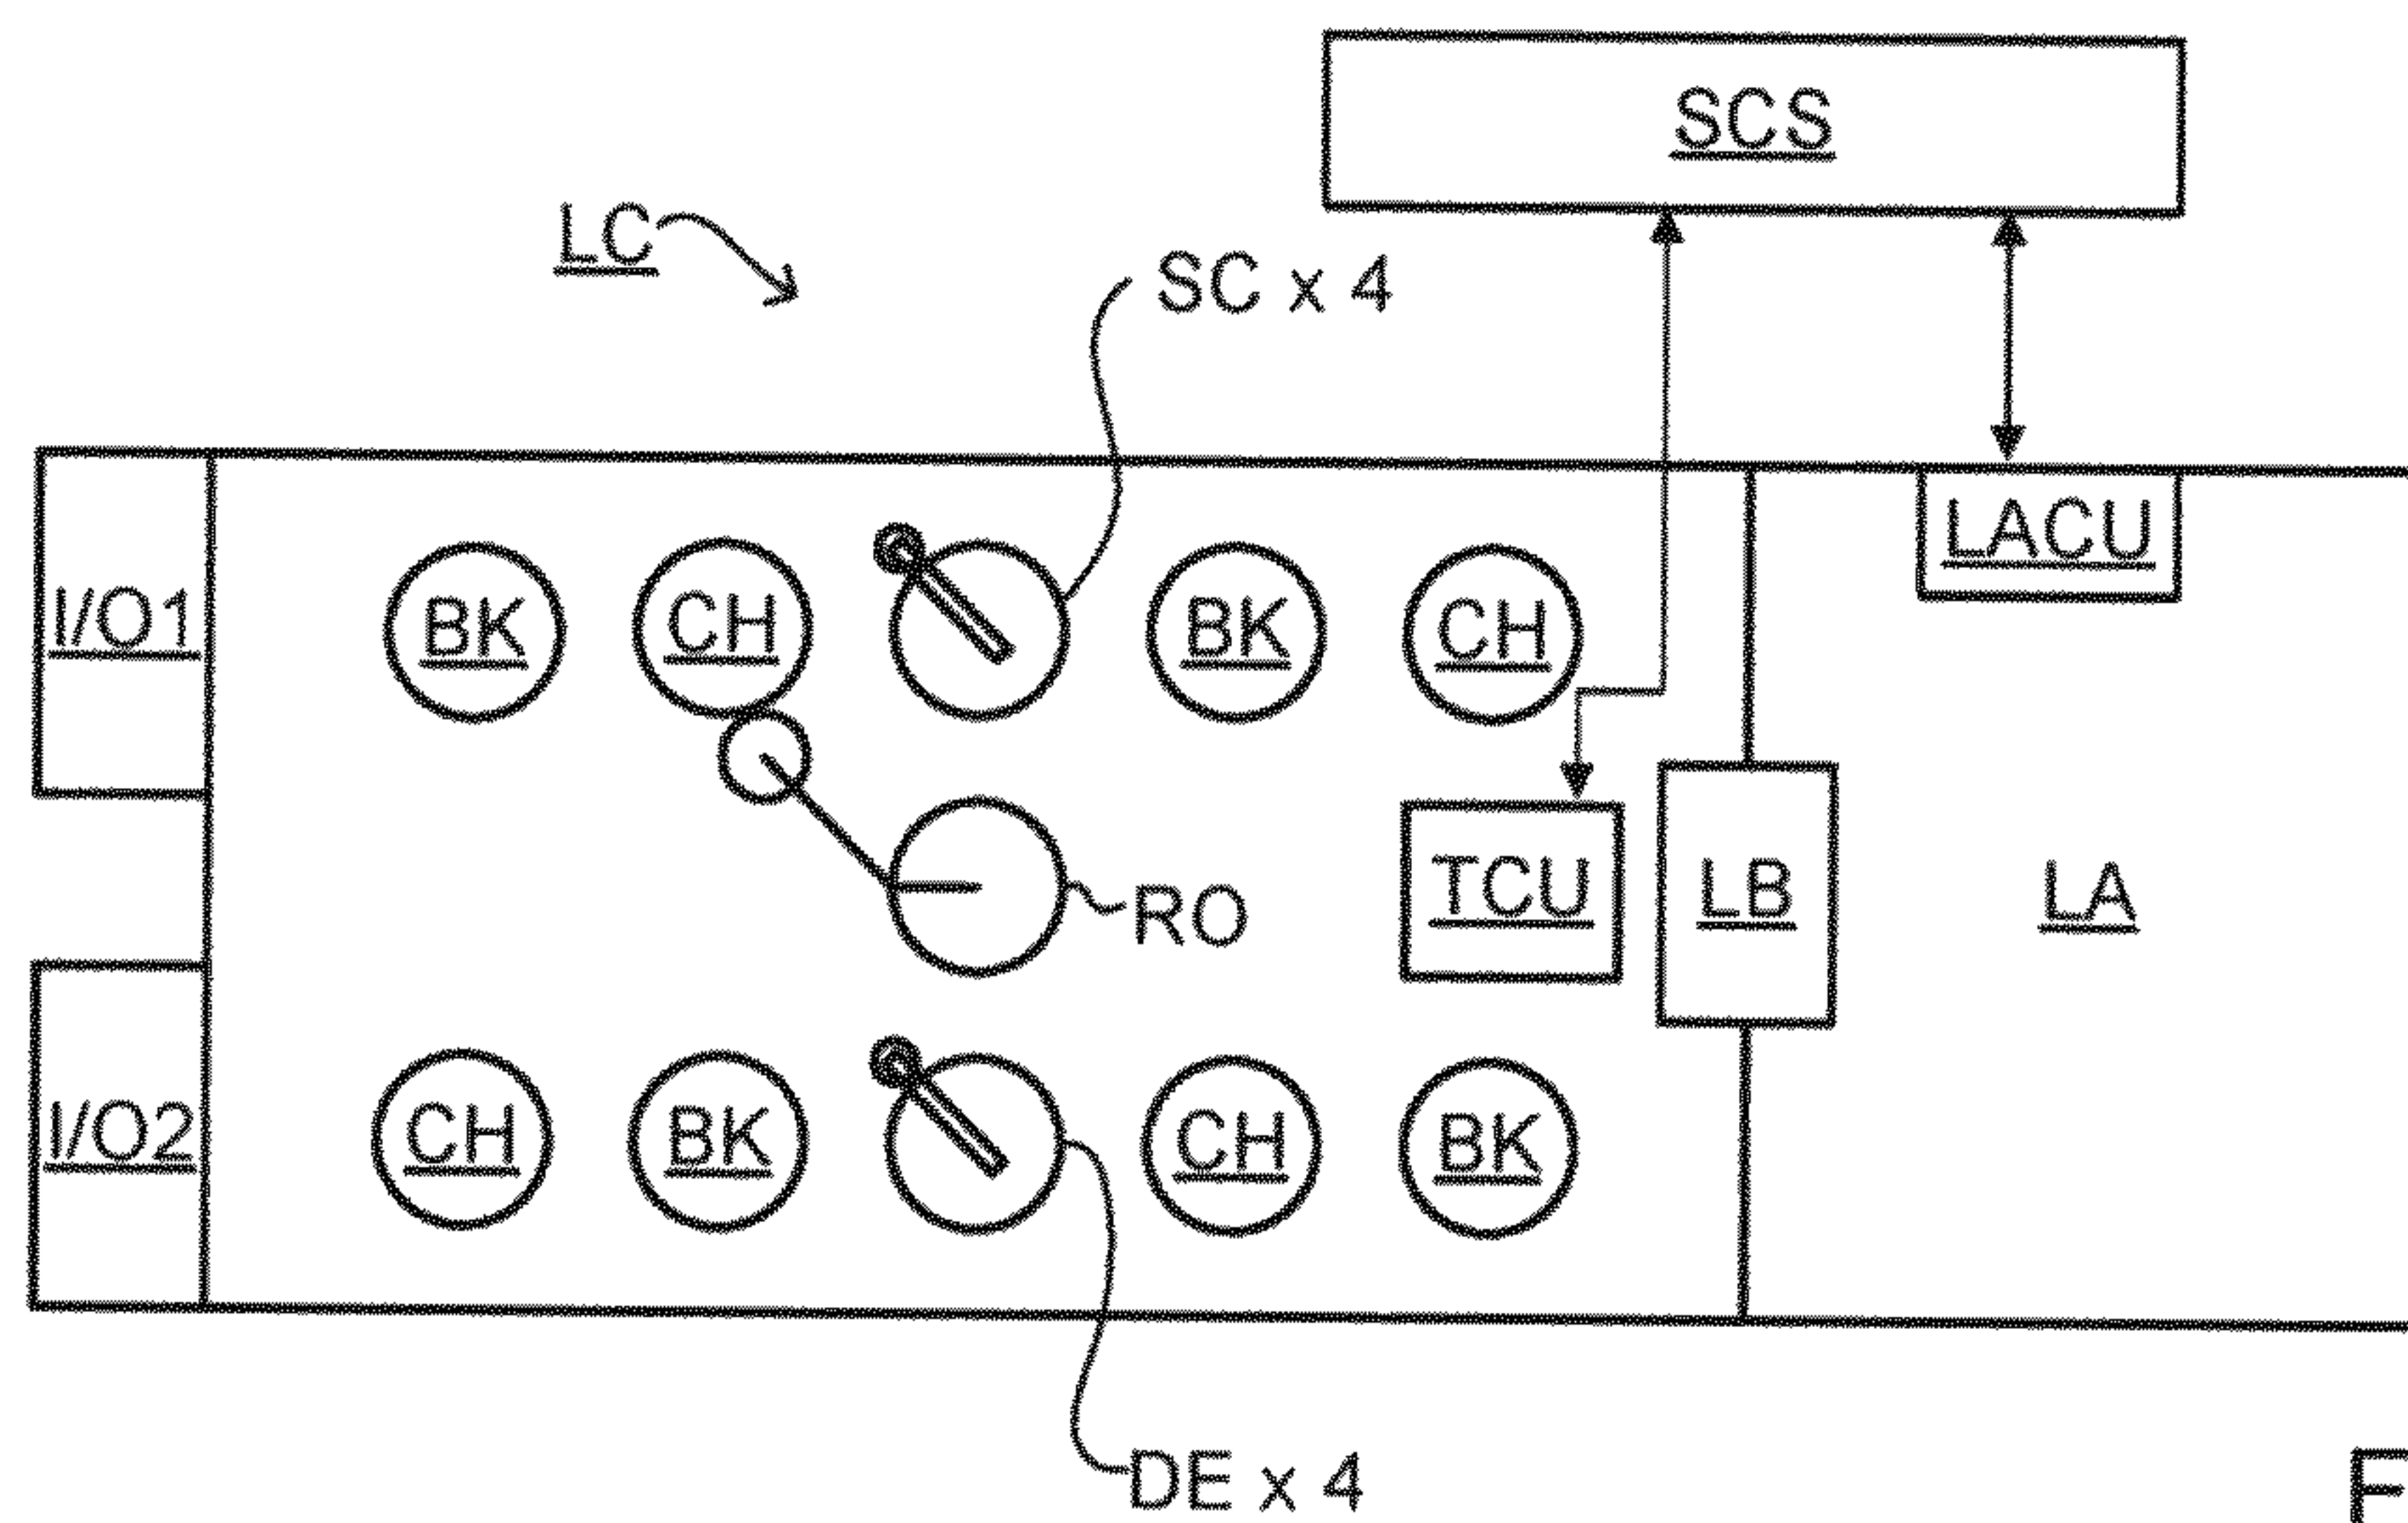 SCS
LC
SC x 4
LACU
I/O1
BK
CH
BK
CH
RO
TCU
LB
LA
I/O2
CH
BK
CH
BK
DE x 4